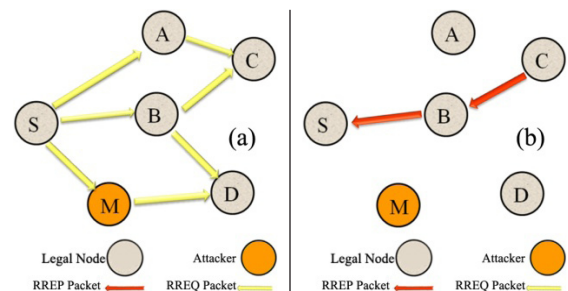 A
C
S
B
(a)
M
D
Legal Node
Attacker
RREP Packet
RREQ Packet
A
C
S
B
(b)
M
D
Legal Node
Attacker
RREP Packet
RREQ Packet